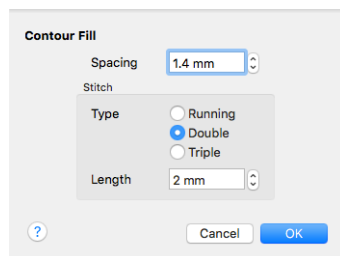 Contour Fill
Spacing 1.4 mm
Stitch
Type Running
Double
Triple
Length 2 mm
? Cancel OK